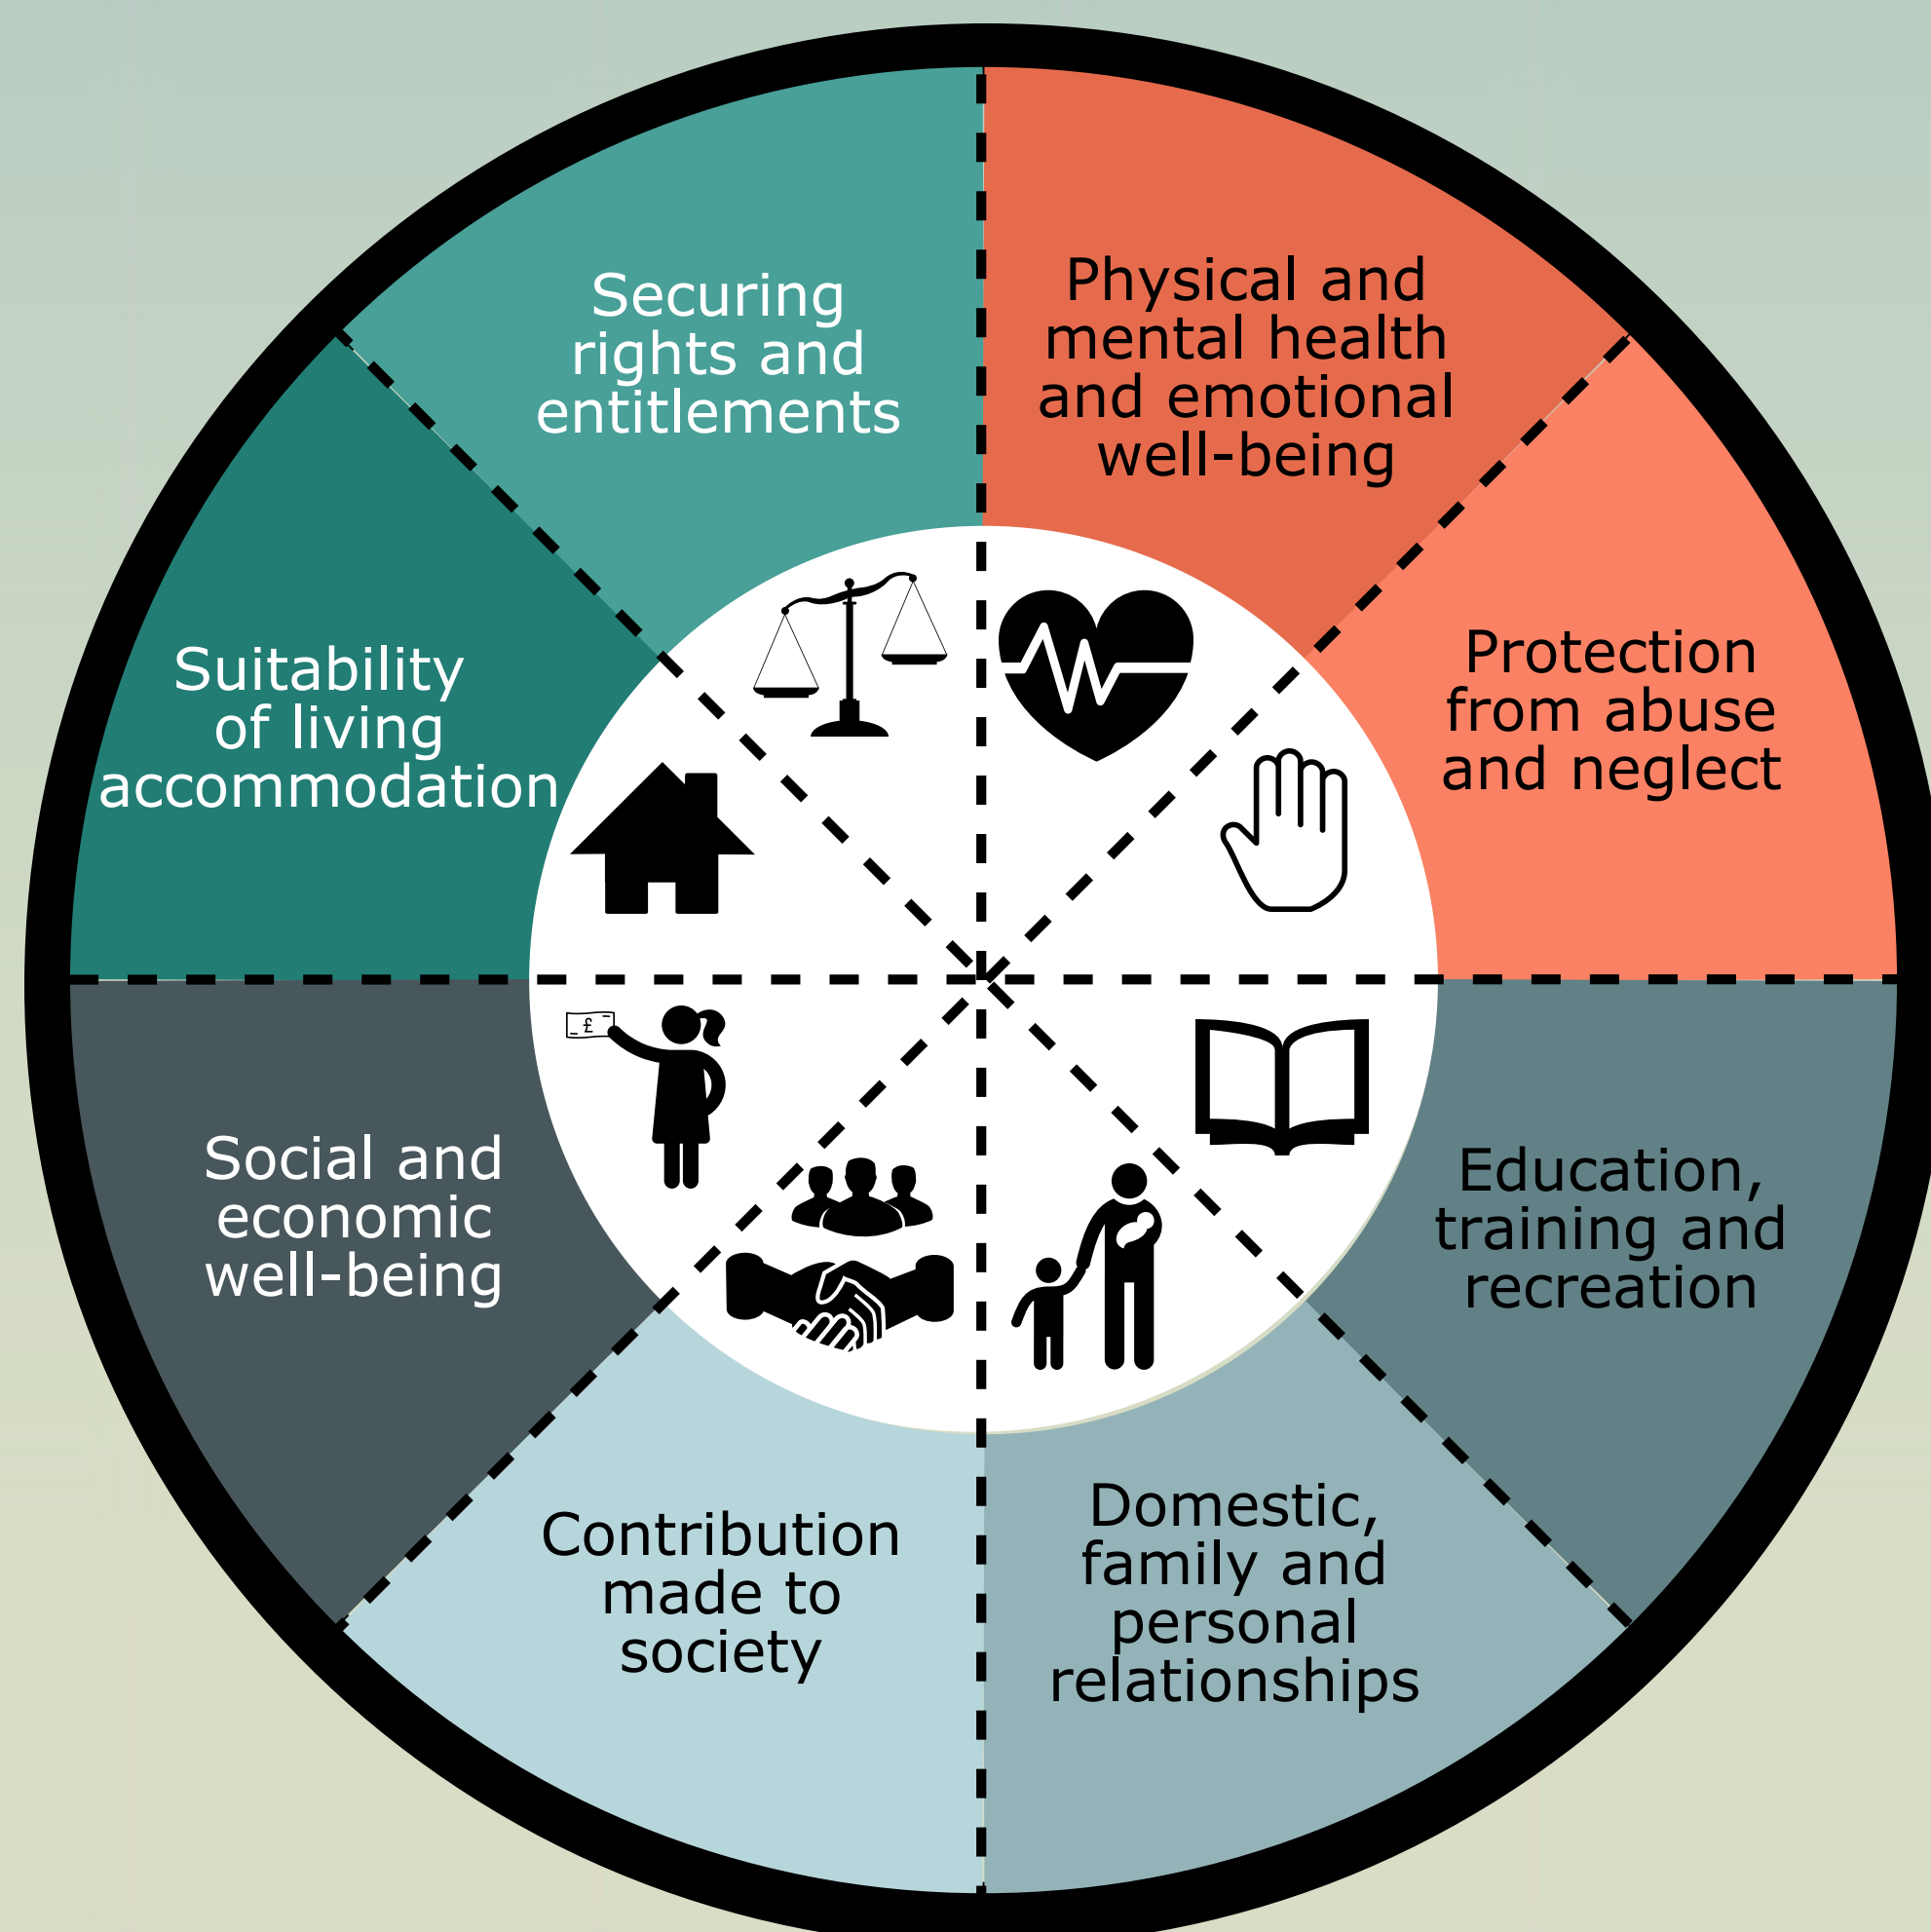 Securing
rights and
entitlements
Physical and
mental health
and emotional
well-being
Protection
from abuse
and neglect
Education,
training and
recreation
Domestic,
family and
personal
relationships
Contribution
made to
society
Social and
economic
well-being
£
Suitability
of living
accommodation